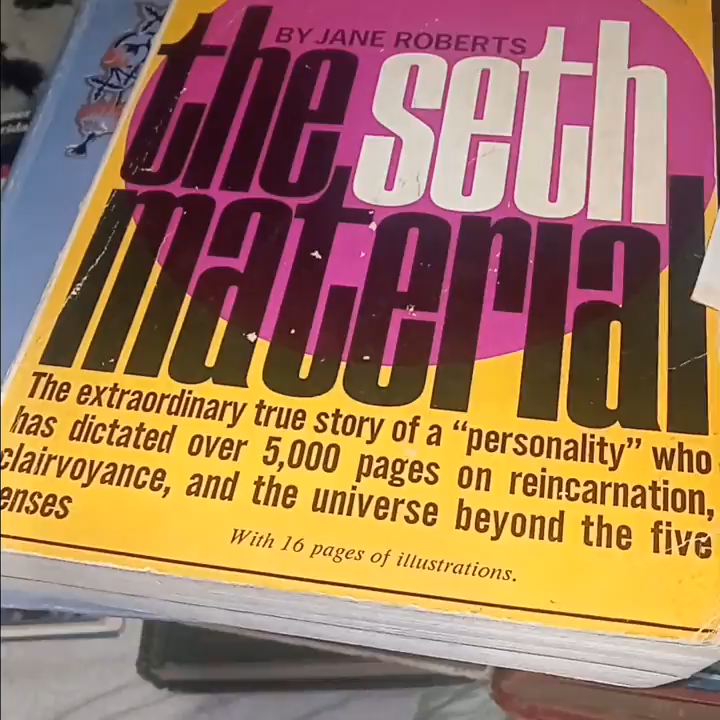 BY JANE ROBERTS
the seth
material
The extraordinary true story of a “personality” who
has dictated over 5,000 pages on reincarnation,
clairvoyance, and the universe beyond the five
enses
With 16 pages of illustrations.